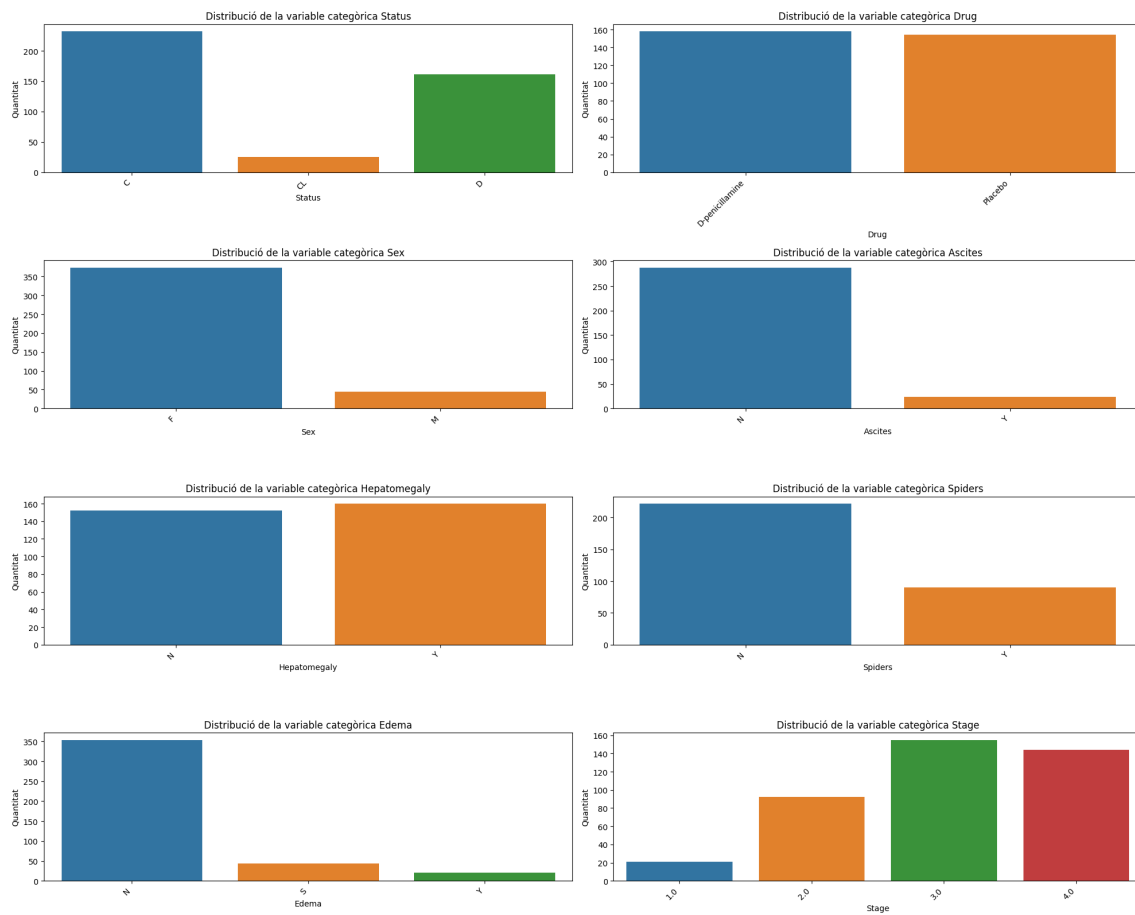 Distribució de la variable categòrica Status
Quantitat
200
150
100
50
0
C
CL
D
Status
Distribució de la variable categòrica Drug
Quantitat
160
140
120
100
80
60
40
20
0
D-penicillamine
Placebo
Drug
Distribució de la variable categòrica Sex
Quantitat
350
300
250
200
150
100
50
0
F
M
Sex
Distribució de la variable categòrica Ascites
Quantitat
300
250
200
150
100
50
0
N
Y
Ascites
Distribució de la variable categòrica Hepatomegaly
Quantitat
160
140
120
100
80
60
40
20
0
N
Y
Hepatomegaly
Distribució de la variable categòrica Spiders
Quantitat
200
150
100
50
0
N
Y
Spiders
Distribució de la variable categòrica Edema
Quantitat
350
300
250
200
150
100
50
0
N
S
Y
Edema
Distribució de la variable categòrica Stage
Quantitat
160
140
120
100
80
60
40
20
0
1.0
2.0
3.0
4.0
Stage